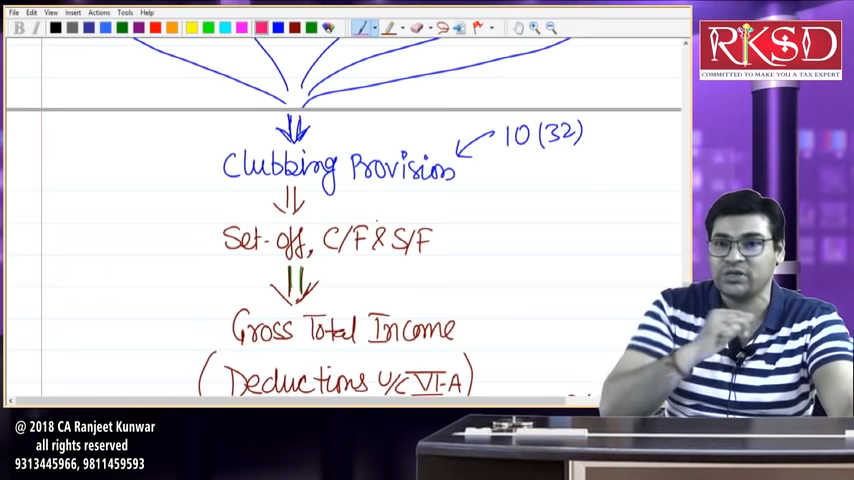 File Edit View Insert Actions Tools Help
B I
RKSD
COMMITTED TO MAKE YOU A TAX EXPERT
10(32)
Clubbing Provision
Set-off, C/F & S/F
Gross Total Income
(Deductions U/C VI-A)
@ 2018 CA Ranjeet Kunwar
all rights reserved
9313445966, 9811459593